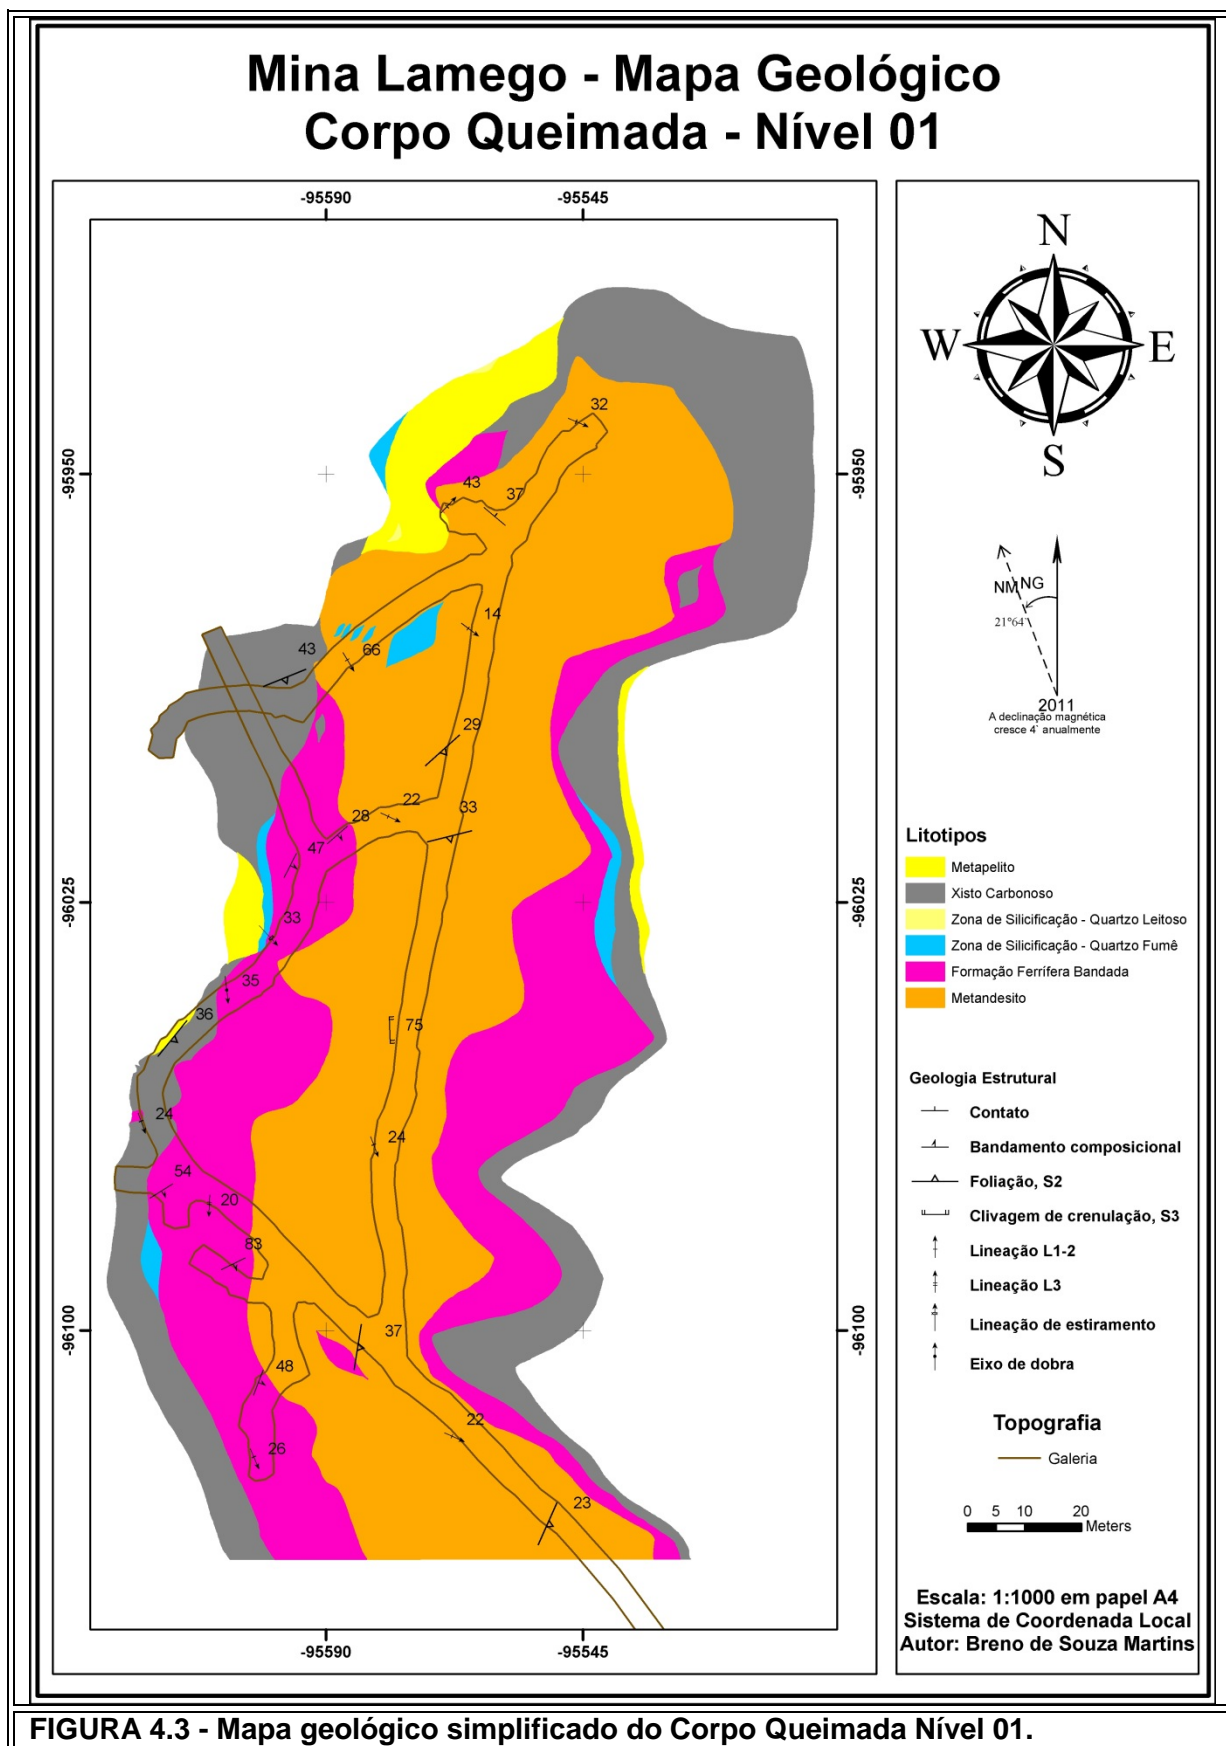 Mina Lamego - Mapa Geológico
Corpo Queimada - Nível 01
-95590
-95545
-95950
-95950
-96025
-96025
-96100
-96100
32
43
37
14
43
66
29
22
33
28
47
33
35
36
75
24
24
54
20
83
37
48
22
26
23
-95590
-95545
N
W
E
S
NM
NG
21°64'
2011
A declinação magnética
cresce 4` anualmente
Litotipos
Metapelito
Xisto Carbonoso
Zona de Silicificação - Quartzo Leitoso
Zona de Silicificação - Quartzo Fumê
Formação Ferrífera Bandada
Metandesito
Geologia Estrutural
Contato
Bandamento composicional
Foliação, S2
Clivagem de crenulação, S3
Lineação L1-2
Lineação L3
Lineação de estiramento
Eixo de dobra
Topografia
Galeria
0 5 10 20
Meters
Escala: 1:1000 em papel A4
Sistema de Coordenada Local
Autor: Breno de Souza Martins
FIGURA 4.3 - Mapa geológico simplificado do Corpo Queimada Nível 01.